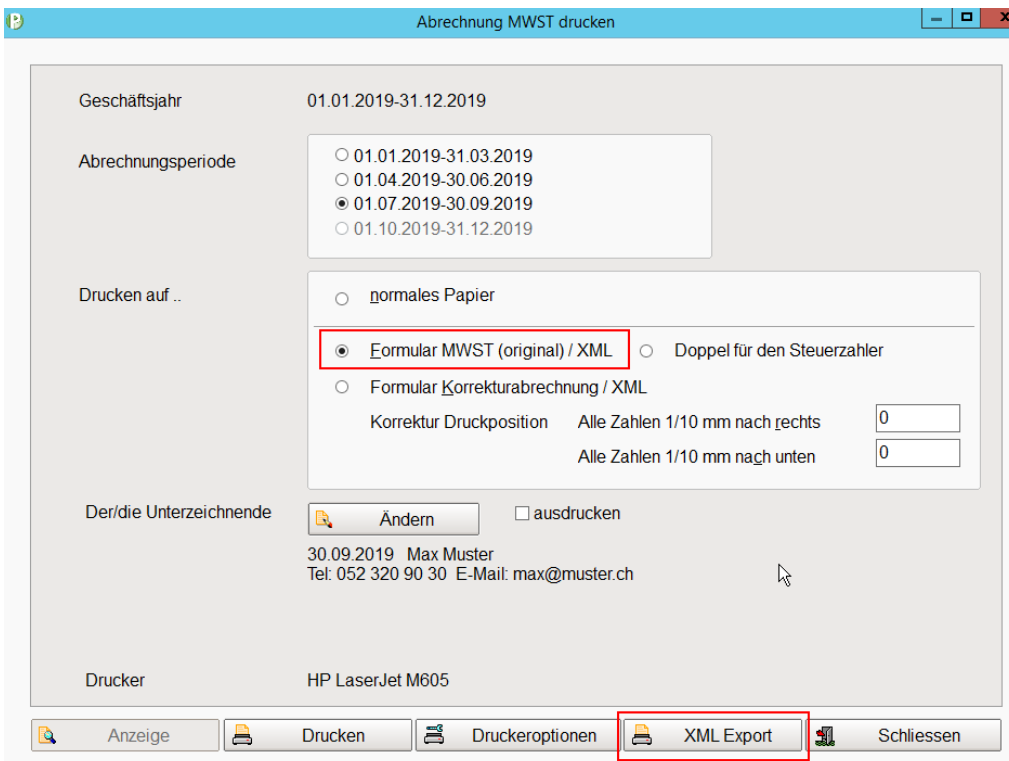 Abrechnung MWST drucken
Geschäftsjahr 01.01.2019-31.12.2019
Abrechnungsperiode
01.01.2019-31.03.2019
01.04.2019-30.06.2019
01.07.2019-30.09.2019
01.10.2019-31.12.2019
Drucken auf ..
normales Papier
Formular MWST (original) / XML Doppel für den Steuerzahler
Formular Korrekturabrechnung / XML
Korrektur Druckposition Alle Zahlen 1/10 mm nach rechts 0
Alle Zahlen 1/10 mm nach unten 0
Der/die Unterzeichnende Ändern ausdrucken
30.09.2019 Max Muster
Tel: 052 320 90 30 E-Mail: max@muster.ch
Drucker HP LaserJet M605
Anzeige Drucken Druckeroptionen XML Export Schliessen